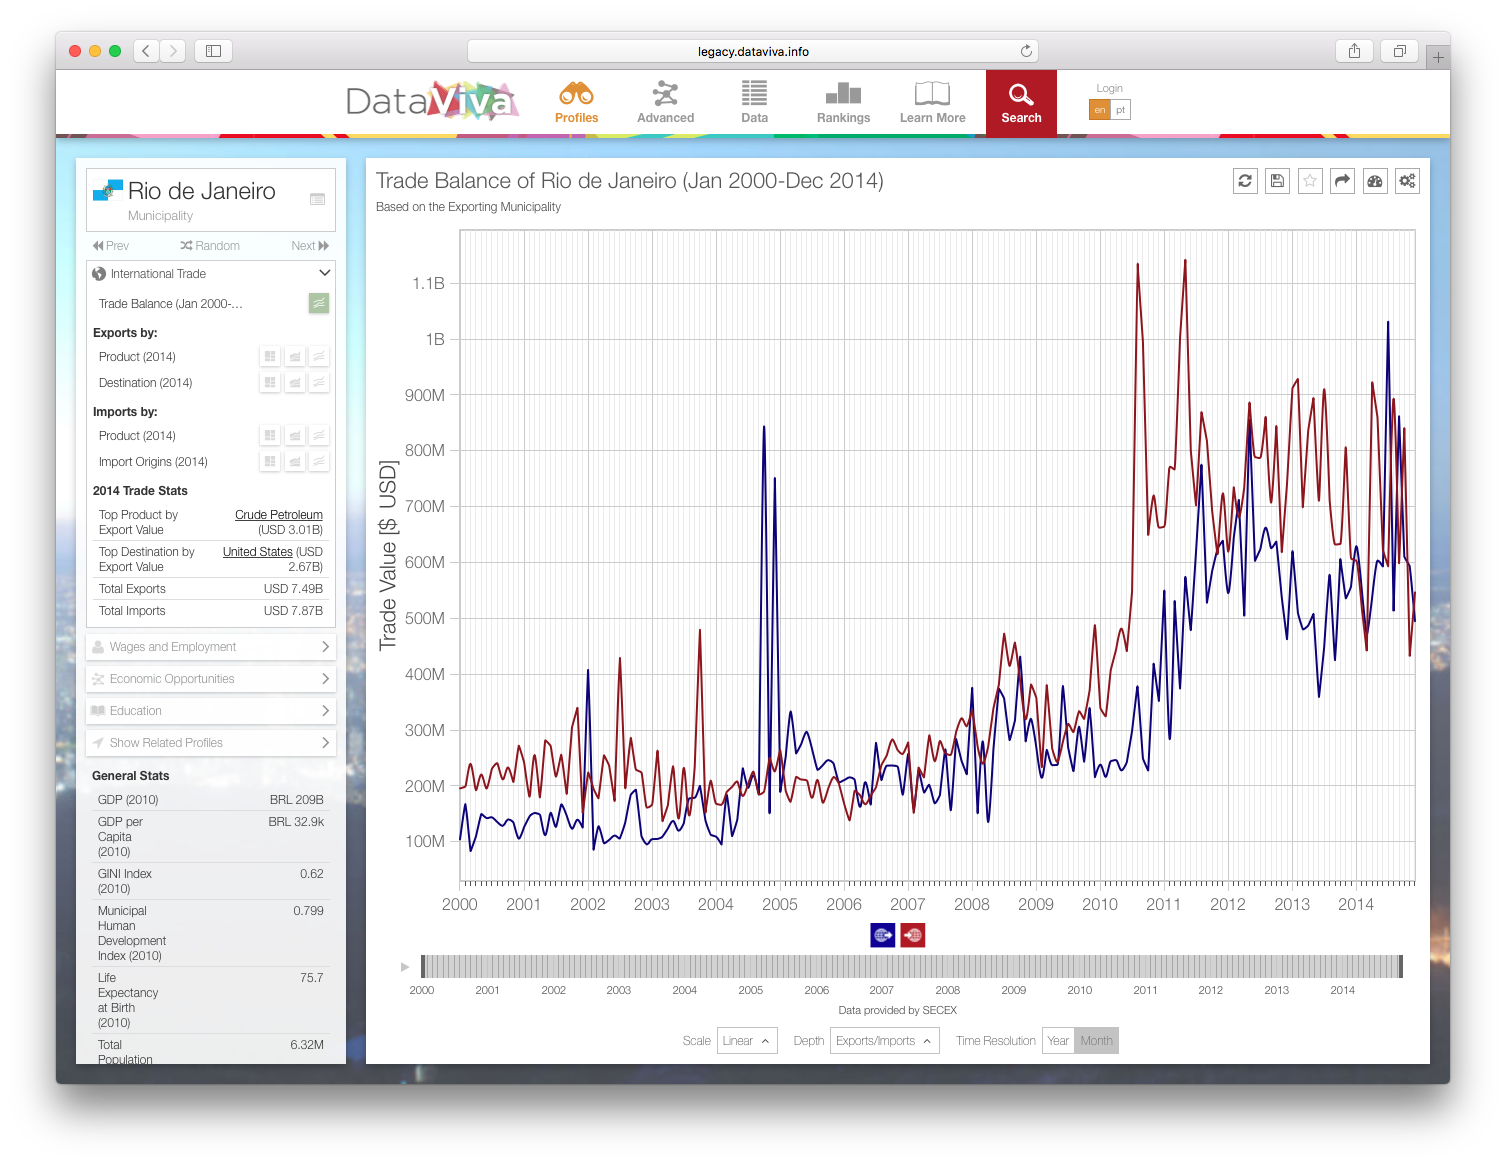 legacy.dataviva.info
DataViva
Profiles
Advanced
Data
Rankings
Learn More
Search
Login
en pt
Rio de Janeiro
Municipality
Prev
Random
Next
International Trade
Trade Balance (Jan 2000-...
Exports by:
Product (2014)
Destination (2014)
Imports by:
Product (2014)
Import Origins (2014)
2014 Trade Stats
Top Product by
Export Value
Crude Petroleum
(USD 3.01B)
Top Destination by
Export Value
United States (USD
2.67B)
Total Exports
USD 7.49B
Total Imports
USD 7.87B
Wages and Employment
Economic Opportunities
Education
Show Related Profiles
General Stats
GDP (2010)
BRL 209B
GDP per
Capita
(2010)
BRL 32.9k
GINI Index
(2010)
0.62
Municipal
Human
Development
Index (2010)
0.799
Life
Expectancy
at Birth
(2010)
75.7
Total
Population
6.32M
Trade Balance of Rio de Janeiro (Jan 2000-Dec 2014)
Based on the Exporting Municipality
Trade Value [$ USD]
1.1B
1B
900M
800M
700M
600M
500M
400M
300M
200M
100M
2000 2001 2002 2003 2004 2005 2006 2007 2008 2009 2010 2011 2012 2013 2014
2000 2001 2002 2003 2004 2005 2006 2007 2008 2009 2010 2011 2012 2013 2014
Data provided by SECEX
Scale Linear Depth Exports/Imports Time Resolution Year Month